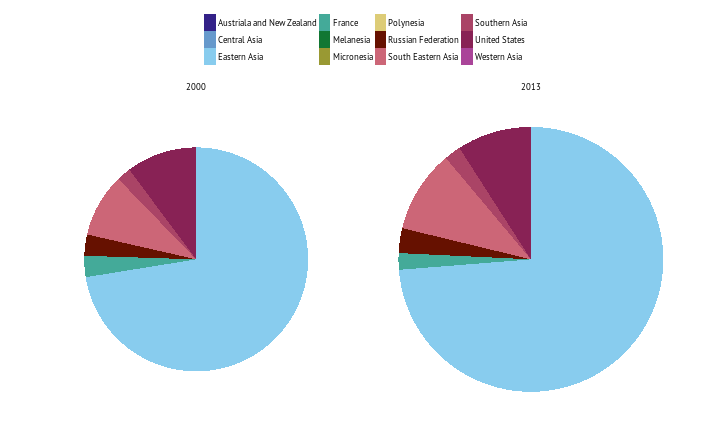 Austriala and New Zealand France Polynesia Southern Asia
Central Asia Melanesia Russian Federation United States
Eastern Asia Micronesia South Eastern Asia Western Asia
2000 2013